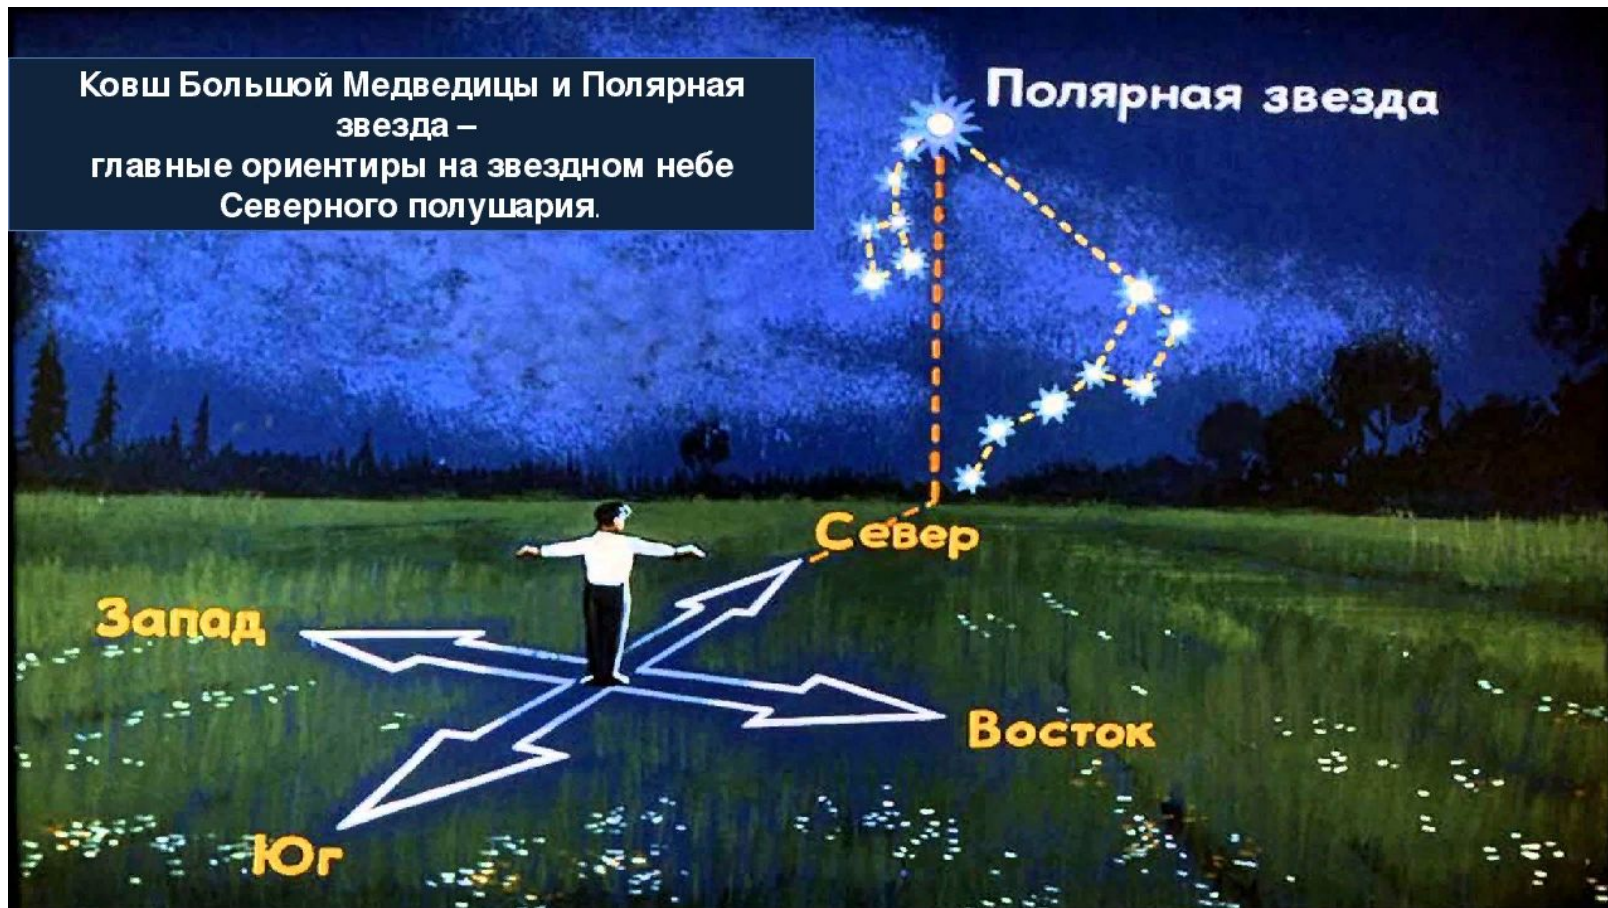 Ковш Большой Медведицы и Полярная
звезда –
главные ориентиры на звездном небе
Северного полушария.
Полярная звезда
Север
Запад
Восток
Юг